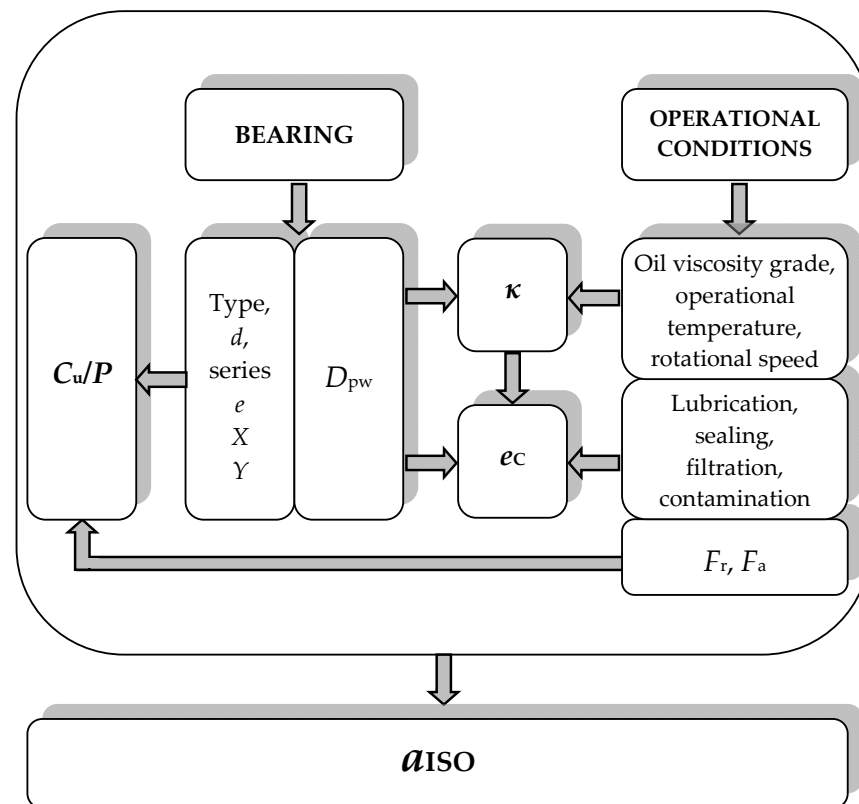 BEARING
OPERATIONAL
CONDITIONS
Cu/P
Type,
d,
series
e
X
Y
Dpw
κ
eC
Oil viscosity grade,
operational
temperature,
rotational speed
Lubrication,
sealing,
filtration,
contamination
Fr, Fa
aISO